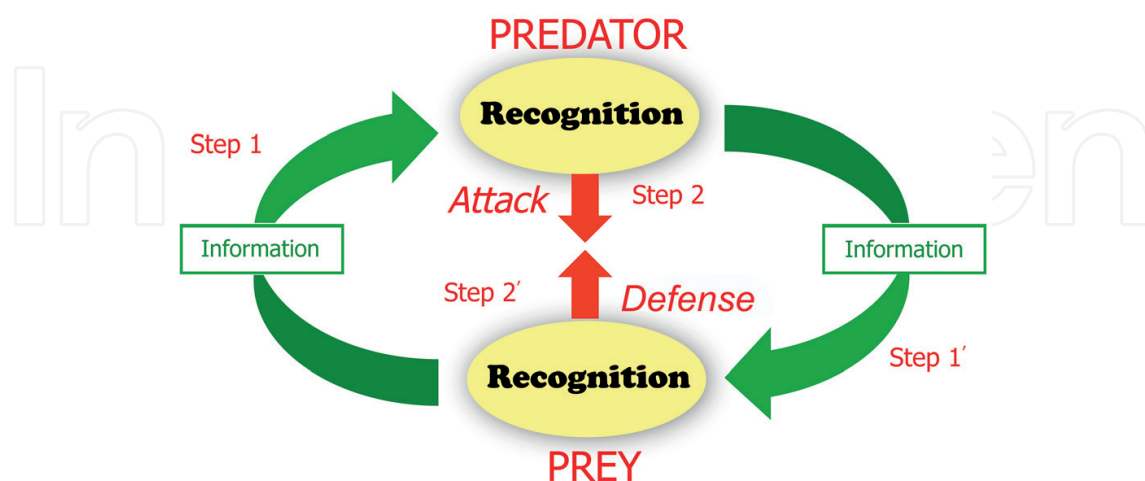 PREDATOR
Recognition
Step 1
Attack
Step 2
Information
Information
Step 2′
Defense
Step 1′
Recognition
PREY